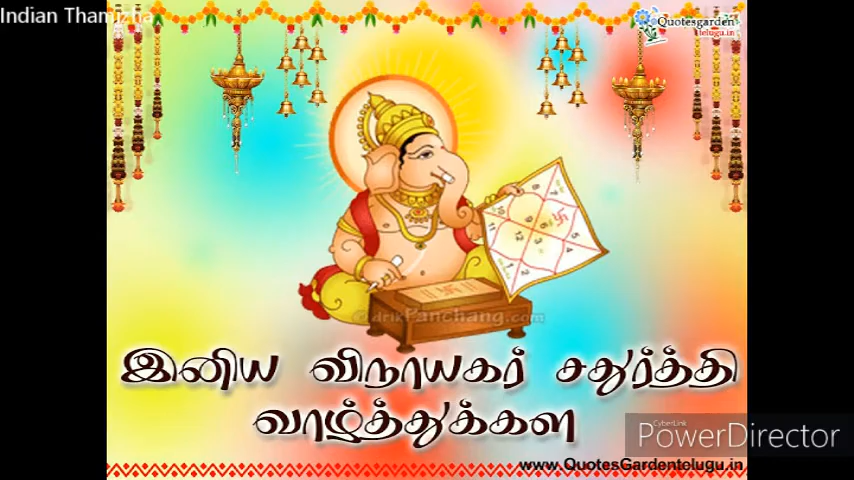 Indian Thamizha
Quotesgarden
telugu.in
© drikPanchang.com
இனிய விநாயகர் சதுர்த்தி
வாழ்த்துக்கள
CyberLink
PowerDirector
www.QuotesGardentelugu.in